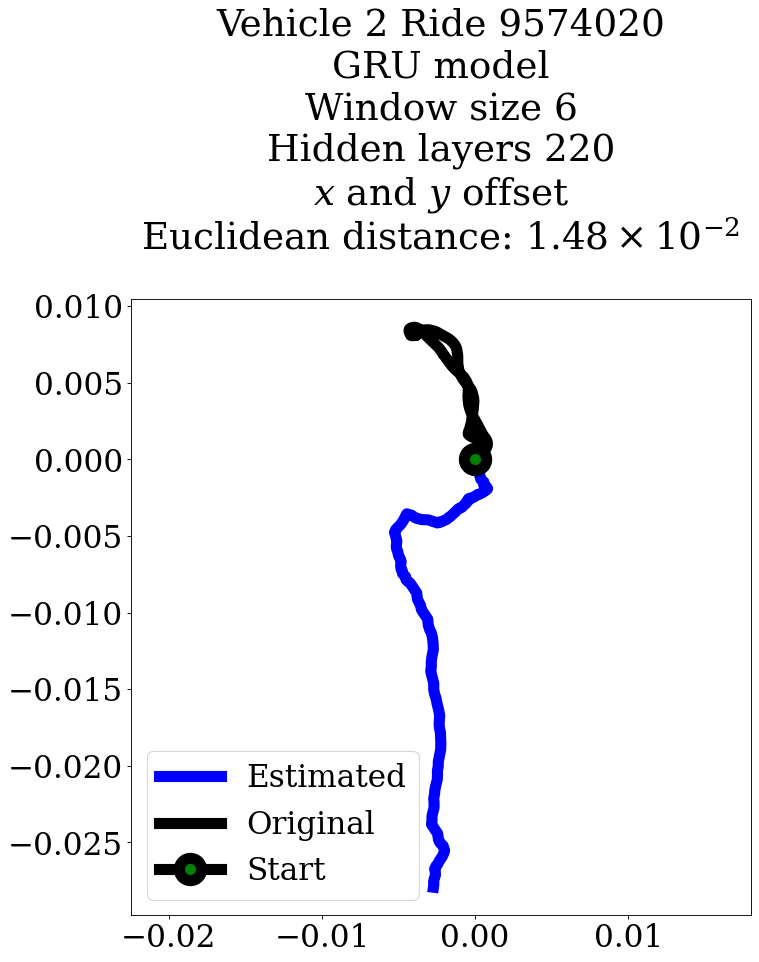 Vehicle 2 Ride 9574020
GRU model
Window size 6
Hidden layers 220
x and y offset
Euclidean distance: 1.48 × 10⁻²
0.010
0.005
0.000
−0.005
−0.010
−0.015
−0.020
−0.025
Estimated
Original
Start
−0.02 −0.01 0.00 0.01